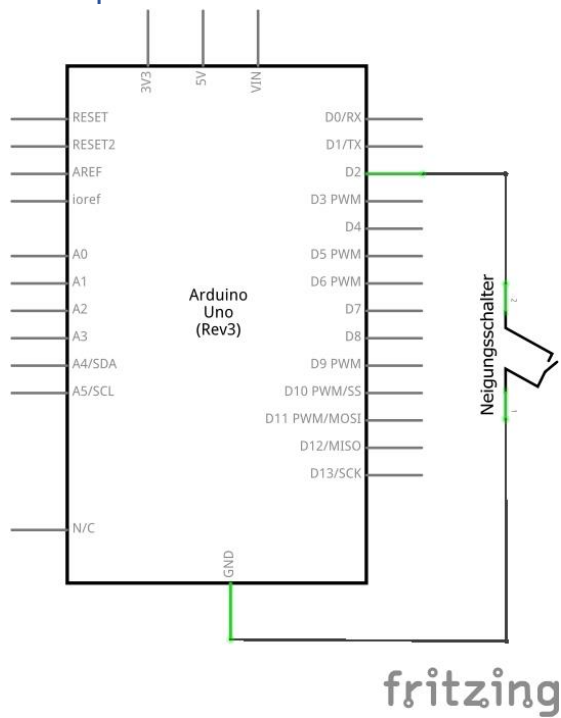 3V3
5V
VIN
RESET
RESET2
AREF
ioref
A0
A1
A2
A3
A4/SDA
A5/SCL
N/C
Arduino
Uno
(Rev3)
D0/RX
D1/TX
D2
D3 PWM
D4
D5 PWM
D6 PWM
D7
D8
D9 PWM
D10 PWM/SS
D11 PWM/MOSI
D12/MISO
D13/SCK
GND
Neigungsschalter
2
1
fritzing